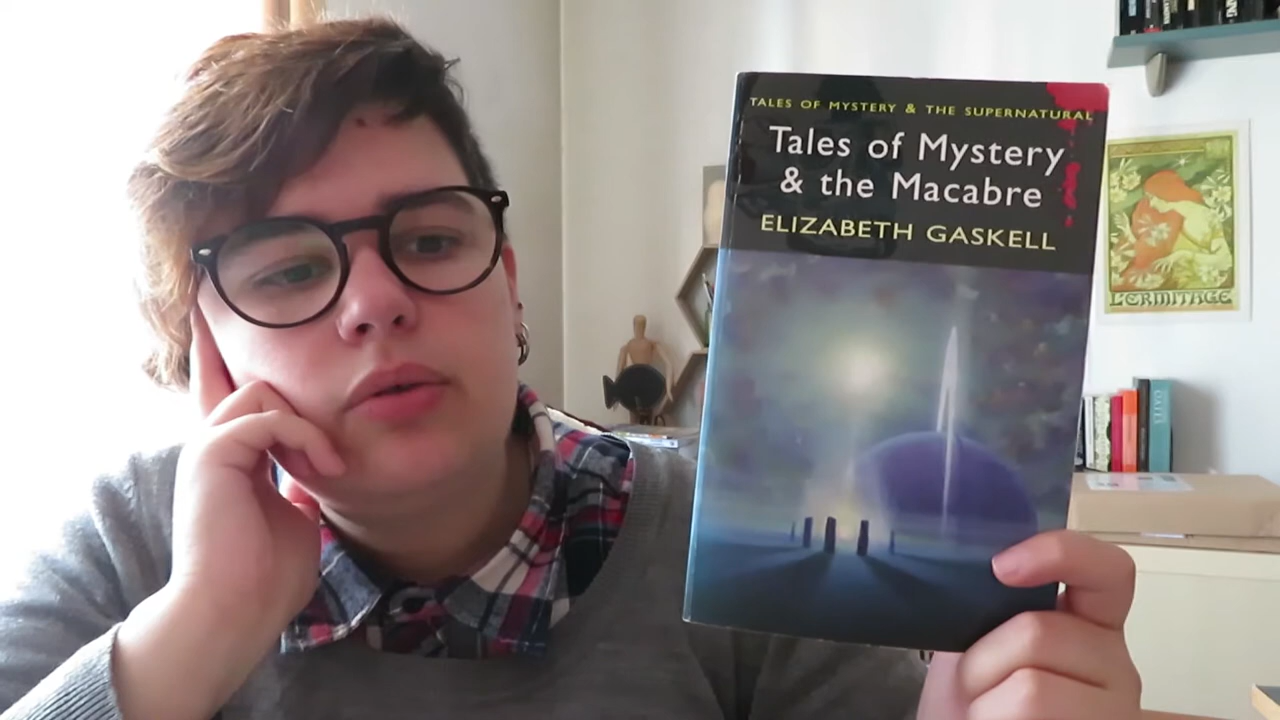 TALES OF MYSTERY & THE SUPERNATURAL
Tales of Mystery
& the Macabre
ELIZABETH GASKELL
L'ERMITAGE